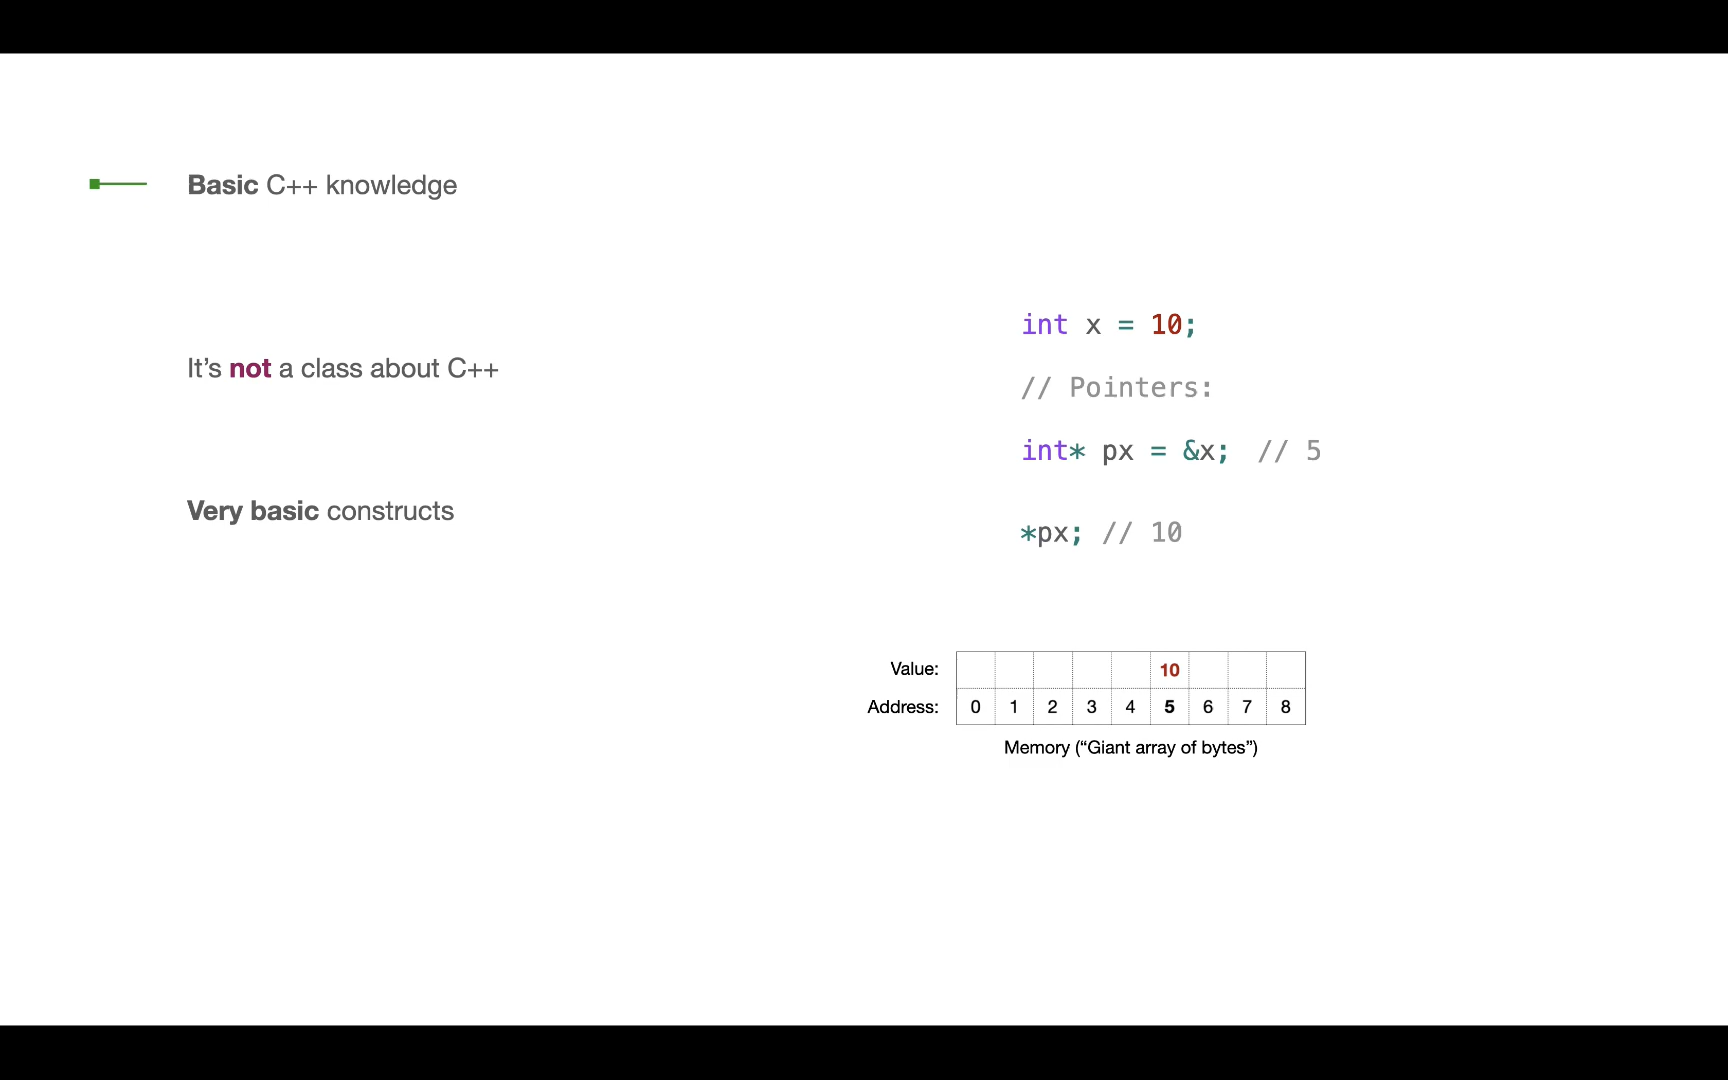 Basic C++ knowledge
It’s not a class about C++
Very basic constructs
int x = 10;
// Pointers:
int* px = &x; // 5
*px; // 10
Value: 10
Address: 0 1 2 3 4 5 6 7 8
Memory (“Giant array of bytes”)